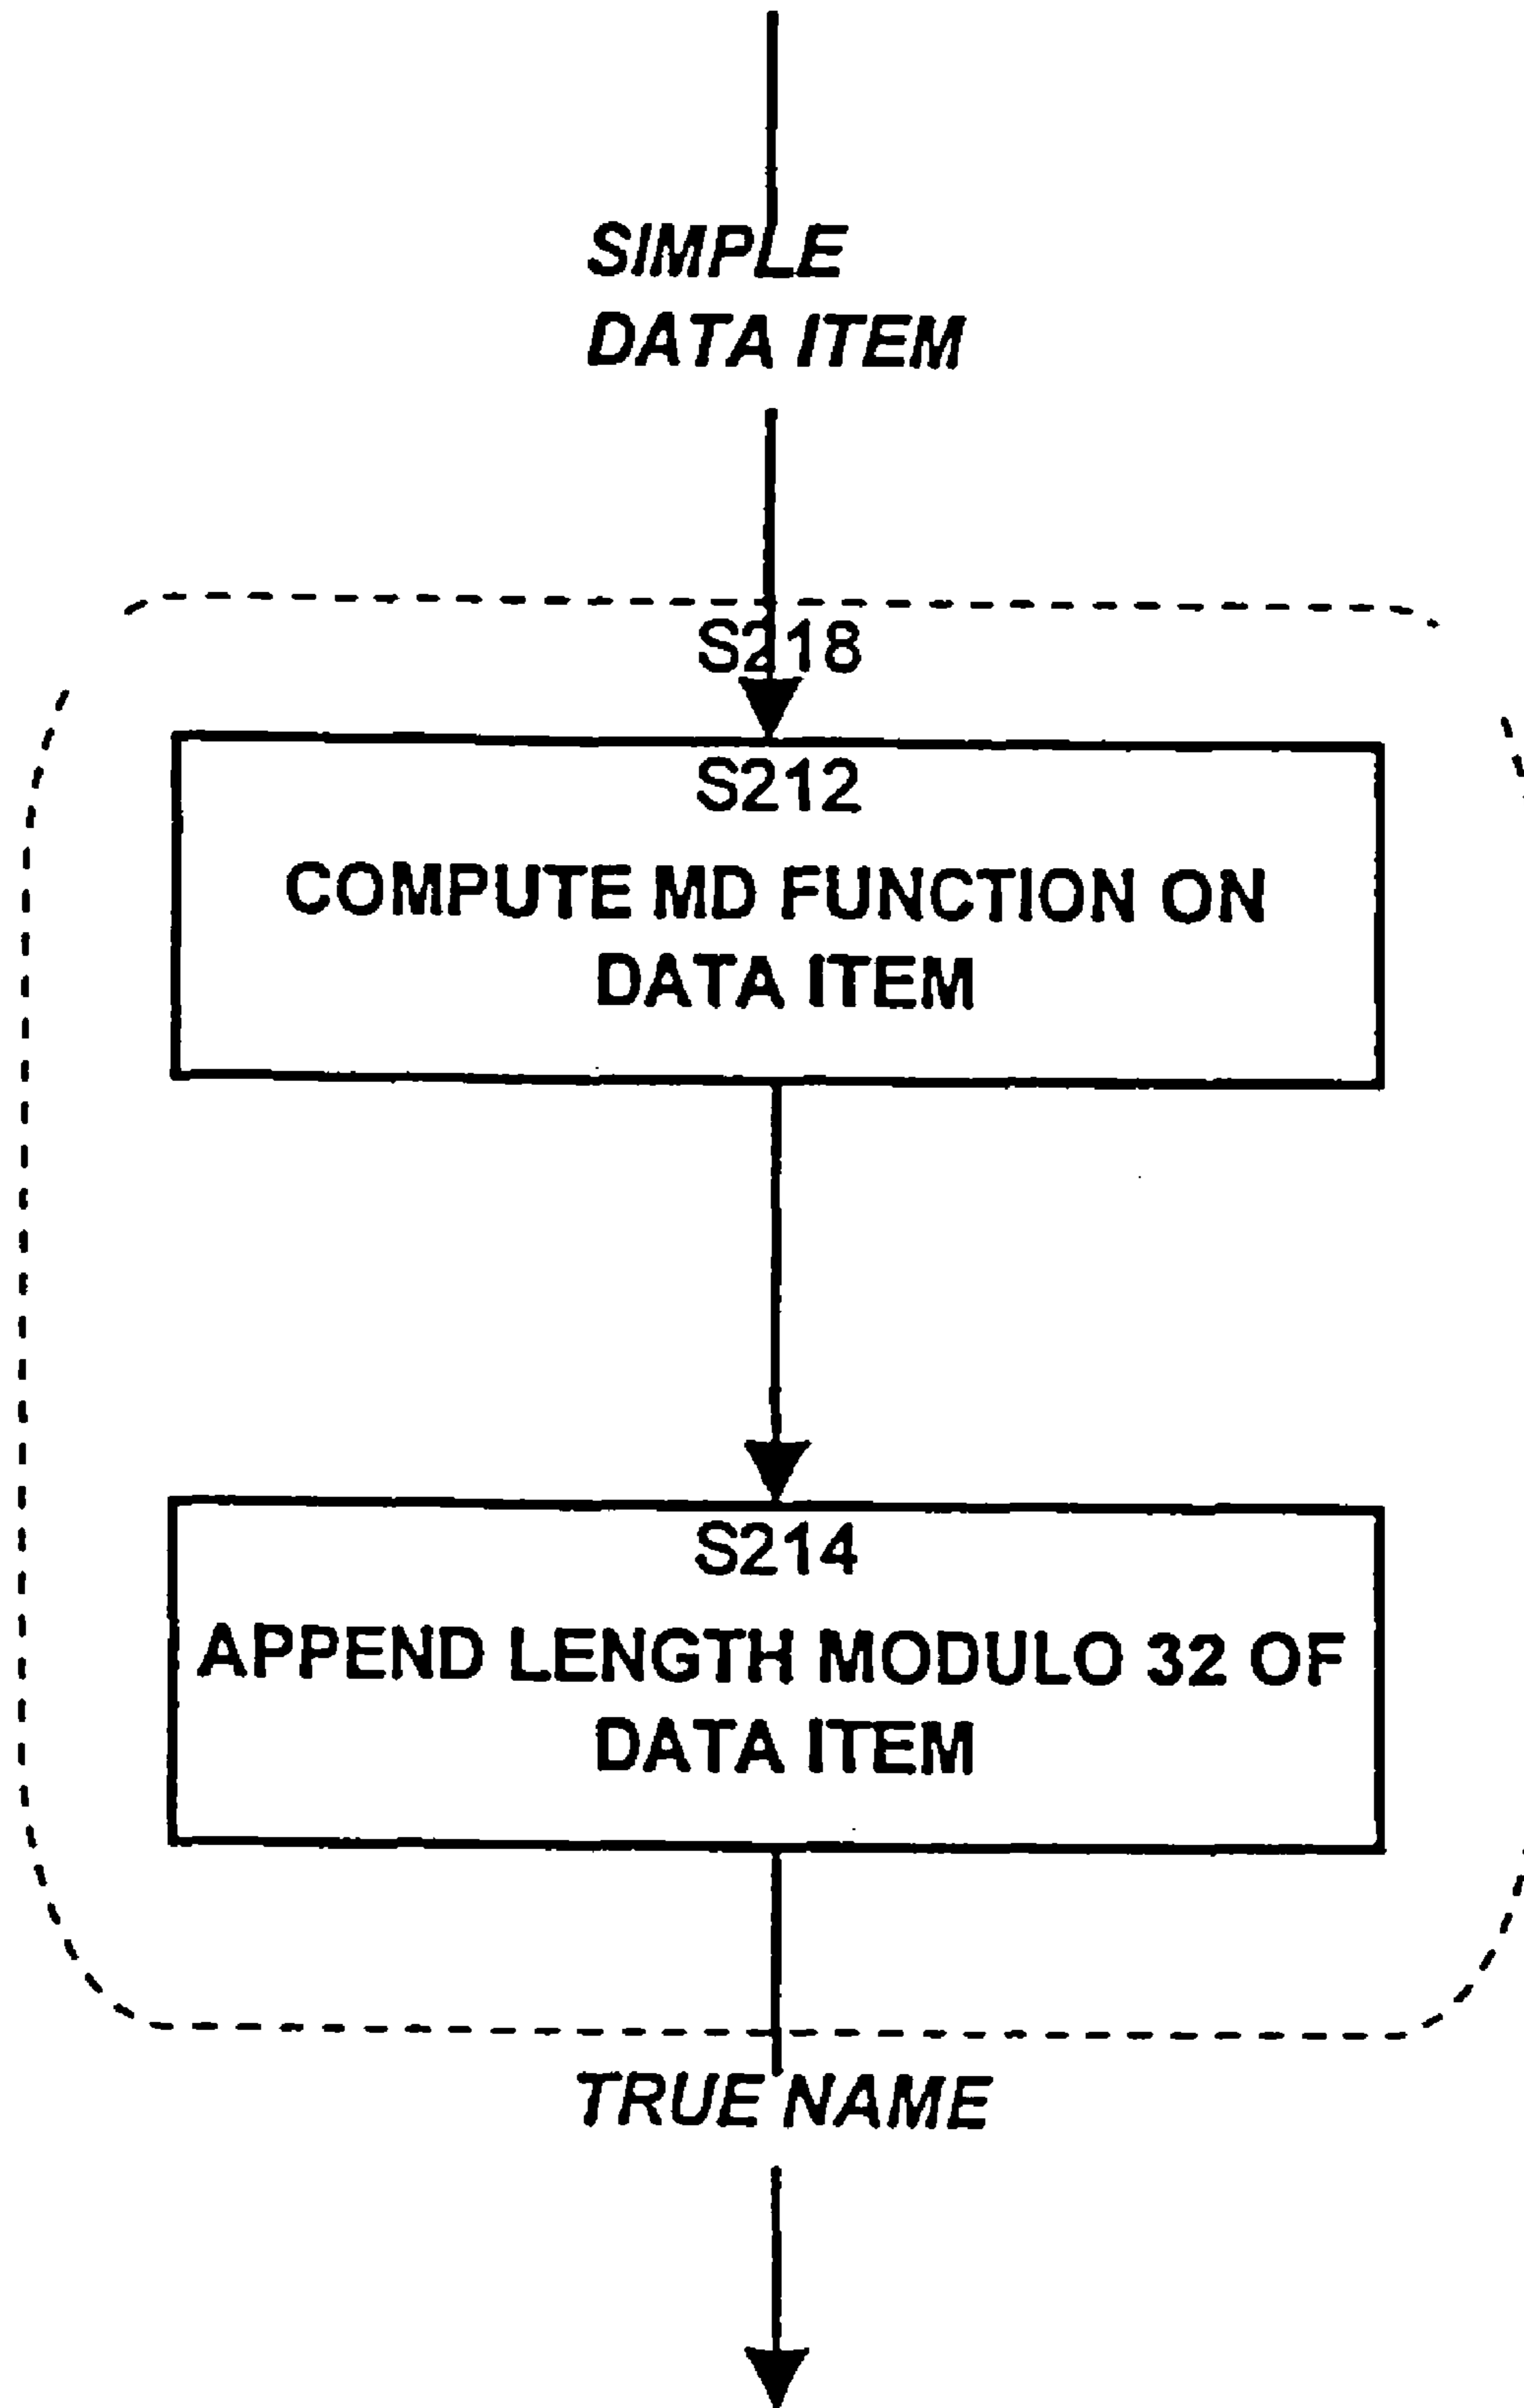 SIMPLE
DATA ITEM
S218
S212
COMPUTE MD FUNCTION ON
DATA ITEM
S214
APPEND LENGTH MODULO 32 OF
DATA ITEM
TRUE NAME